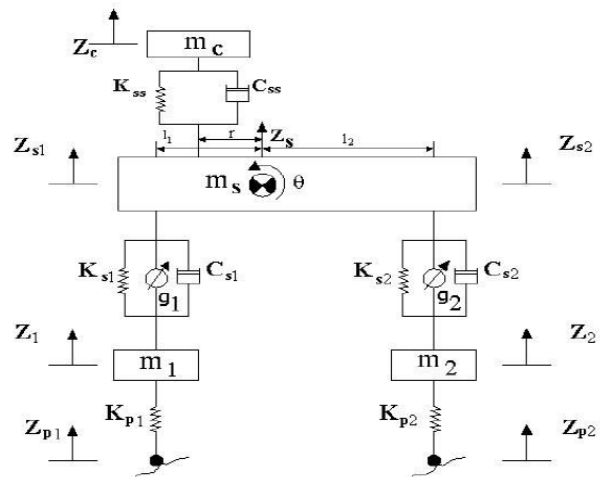 Z_c
m_c
K_ss
C_ss
l_1
r
Z_s
l_2
Z_s1
m_s
θ
Z_s2
K_s1
g_1
C_s1
K_s2
g_2
C_s2
Z_1
m_1
m_2
Z_2
K_p1
K_p2
Z_p1
Z_p2